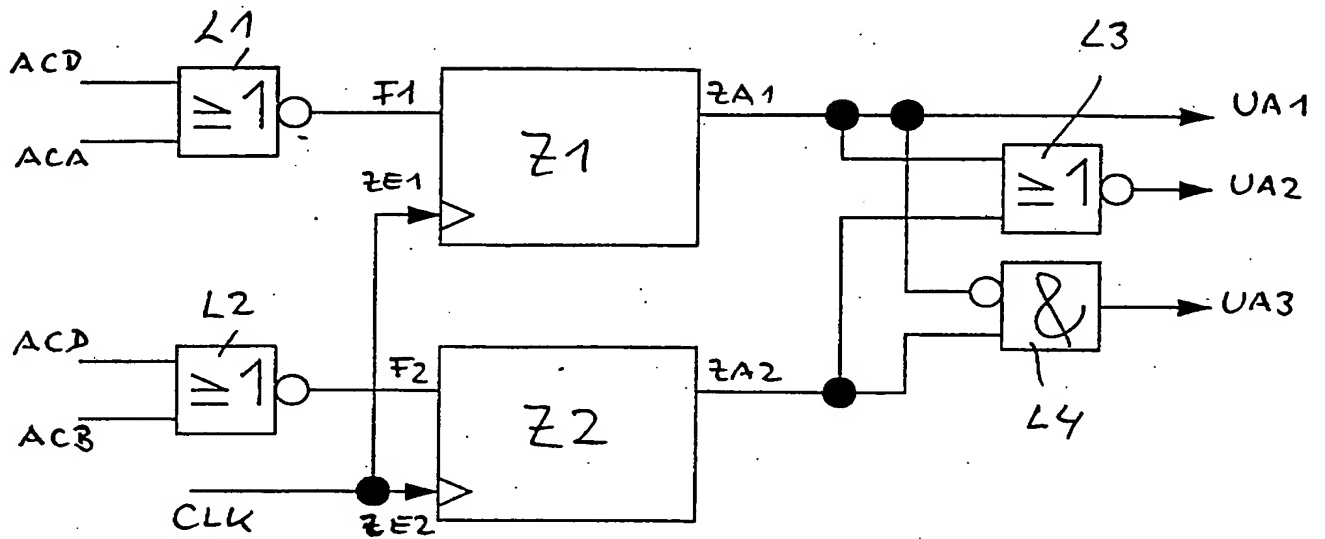 L1
L3
ACD
≥1
F1
ZA1
UA1
ACA
Z1
≥1
UA2
ZE1
L2
&
UA3
ACD
≥1
F2
ZA2
L4
ACB
Z2
CLK
ZE2